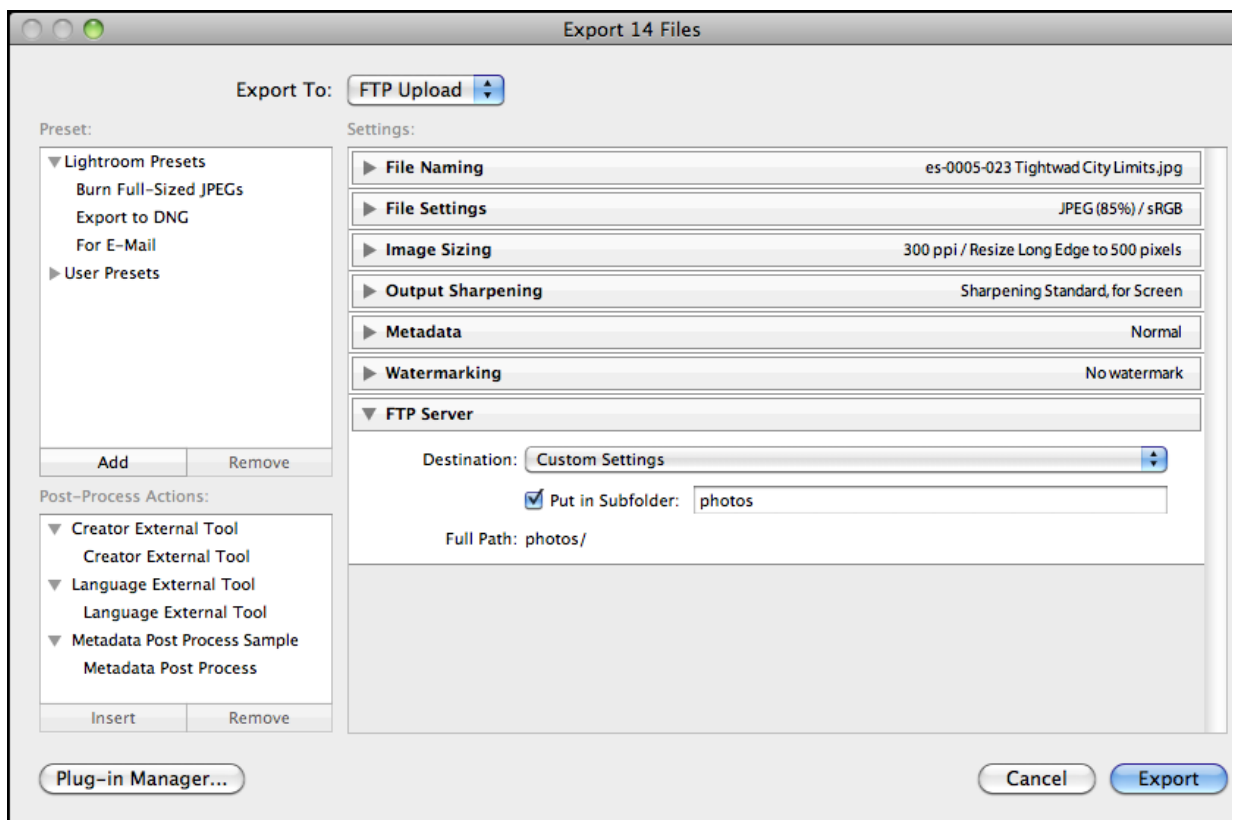 Export 14 Files
Export To: FTP Upload
Preset:
Lightroom Presets
Burn Full-Sized JPEGs
Export to DNG
For E-Mail
User Presets
Add Remove
Post-Process Actions:
Creator External Tool
Creator External Tool
Language External Tool
Language External Tool
Metadata Post Process Sample
Metadata Post Process
Insert Remove
Settings:
File Naming es-0005-023 Tightwad City Limits.jpg
File Settings JPEG (85%) / sRGB
Image Sizing 300 ppi / Resize Long Edge to 500 pixels
Output Sharpening Sharpening Standard, for Screen
Metadata Normal
Watermarking No watermark
FTP Server
Destination: Custom Settings
Put in Subfolder: photos
Full Path: photos/
Plug-in Manager... Cancel Export